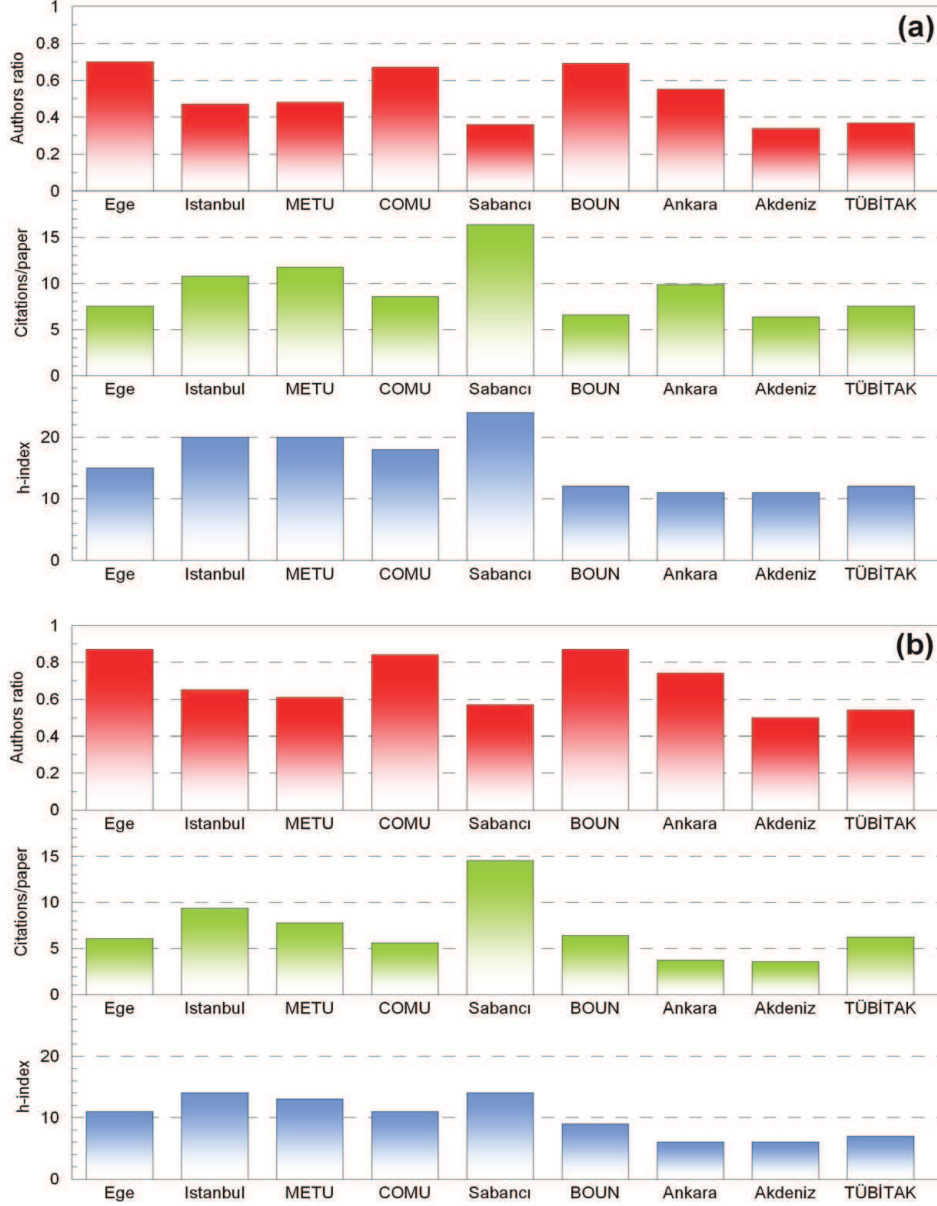 (a)
1
0.8
0.6
0.4
0.2
0
Authors ratio
Ege Istanbul METU COMU Sabancı BOUN Ankara Akdeniz TÜBİTAK
15
10
5
0
Citations/paper
Ege Istanbul METU COMU Sabancı BOUN Ankara Akdeniz TÜBİTAK
20
10
0
h-index
Ege Istanbul METU COMU Sabancı BOUN Ankara Akdeniz TÜBİTAK
(b)
1
0.8
0.6
0.4
0.2
0
Authors ratio
Ege Istanbul METU COMU Sabancı BOUN Ankara Akdeniz TÜBİTAK
15
10
5
0
Citations/paper
Ege Istanbul METU COMU Sabancı BOUN Ankara Akdeniz TÜBİTAK
20
10
0
h-index
Ege Istanbul METU COMU Sabancı BOUN Ankara Akdeniz TÜBİTAK